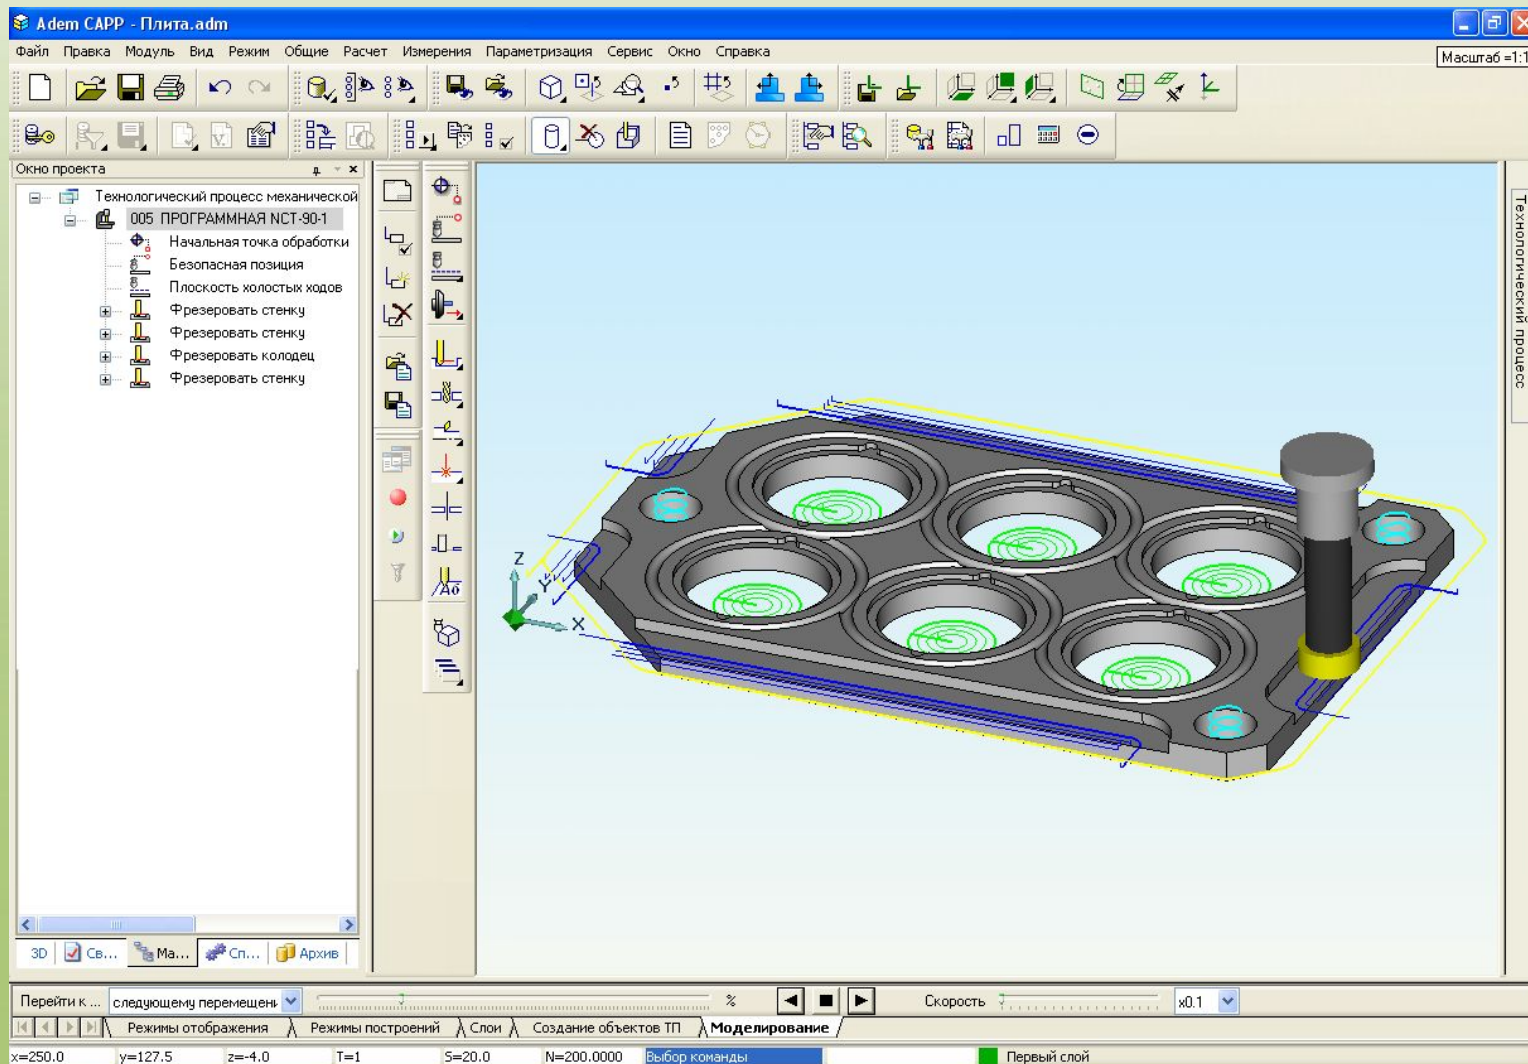 Adem CAPP - Плита.adm
Файл Правка Модуль Вид Режим Общие Расчет Измерения Параметризация Сервис Окно Справка
Масштаб =1:1
Окно проекта
Технологический процесс механической
005 ПРОГРАММНАЯ NCT-90-1
Начальная точка обработки
Безопасная позиция
Плоскость холостых ходов
Фрезеровать стенку
Фрезеровать стенку
Фрезеровать колодец
Фрезеровать стенку
Z
Y
X
Технологический процесс
3D Св... Ма... Сп... Архив
Перейти к ... следующему перемещени % Скорость x0.1
Режимы отображения Режимы построений Слои Создание объектов ТП Моделирование
x=250.0 y=127.5 z=-4.0 T=1 S=20.0 N=200.0000 Выбор команды Первый слой